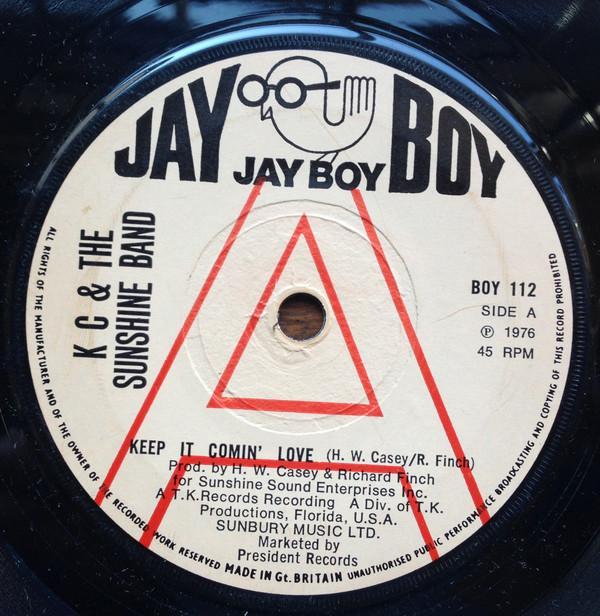 JAY BOY
JAY BOY
K C & THE
SUNSHINE BAND
BOY 112
SIDE A
Ⓟ 1976
45 RPM
A
KEEP IT COMIN' LOVE (H. W. Casey/R. Finch)
Prod. by H. W. Casey & Richard Finch
for Sunshine Sound Enterprises Inc.
A T.K.Records Recording A Div. of T.K.
Productions, Florida, U.S.A.
SUNBURY MUSIC LTD.
Marketed by
President Records
ALL RIGHTS OF THE MANUFACTURER AND OF THE OWNER OF THE RECORDED WORK RESERVED MADE IN Gt. BRITAIN UNAUTHORISED PUBLIC PERFORMANCE BROADCASTING AND COPYING OF THIS RECORD PROHIBITED